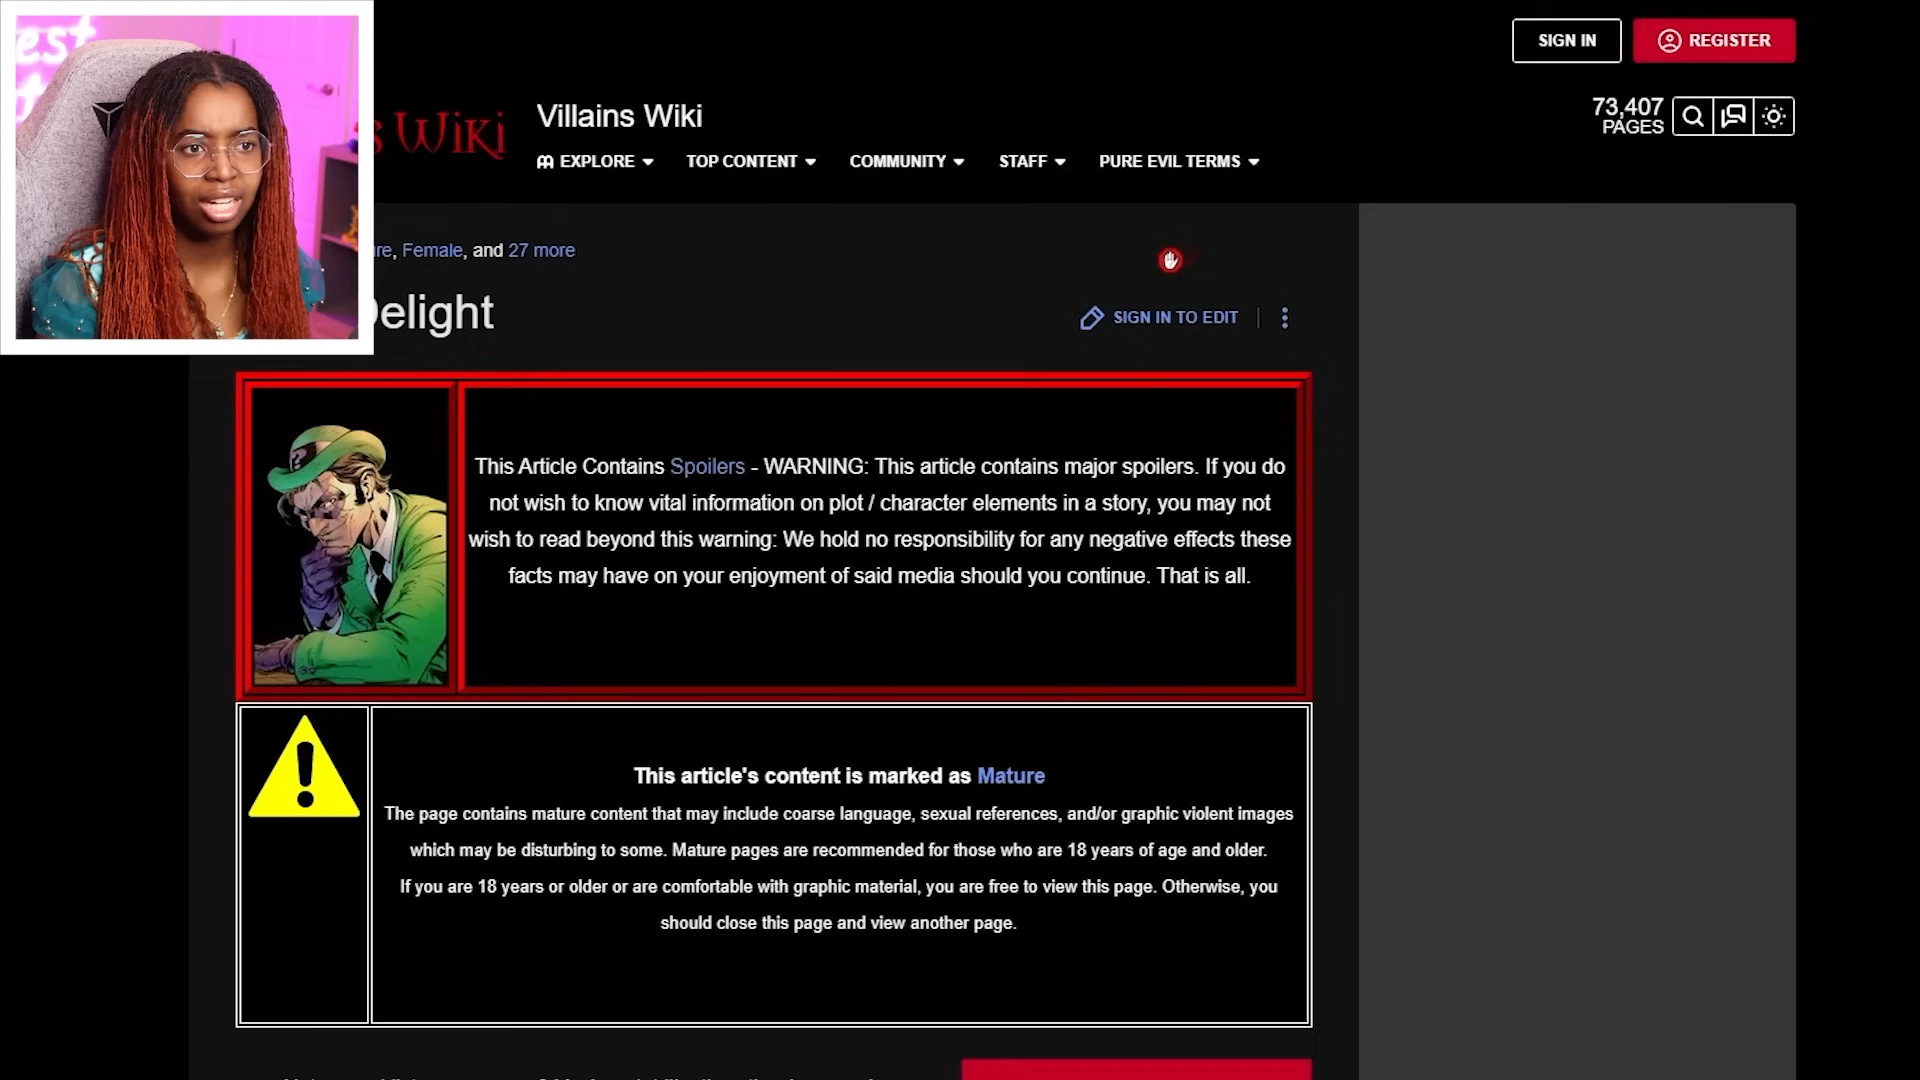 est
SIGN IN
REGISTER
s Wiki
Villains Wiki
73,407
PAGES
EXPLORE
TOP CONTENT
COMMUNITY
STAFF
PURE EVIL TERMS
re, Female, and 27 more
Delight
SIGN IN TO EDIT
?
This Article Contains Spoilers - WARNING: This article contains major spoilers. If you do
not wish to know vital information on plot / character elements in a story, you may not
wish to read beyond this warning: We hold no responsibility for any negative effects these
facts may have on your enjoyment of said media should you continue. That is all.
This article's content is marked as Mature
The page contains mature content that may include coarse language, sexual references, and/or graphic violent images
which may be disturbing to some. Mature pages are recommended for those who are 18 years of age and older.
If you are 18 years or older or are comfortable with graphic material, you are free to view this page. Otherwise, you
should close this page and view another page.